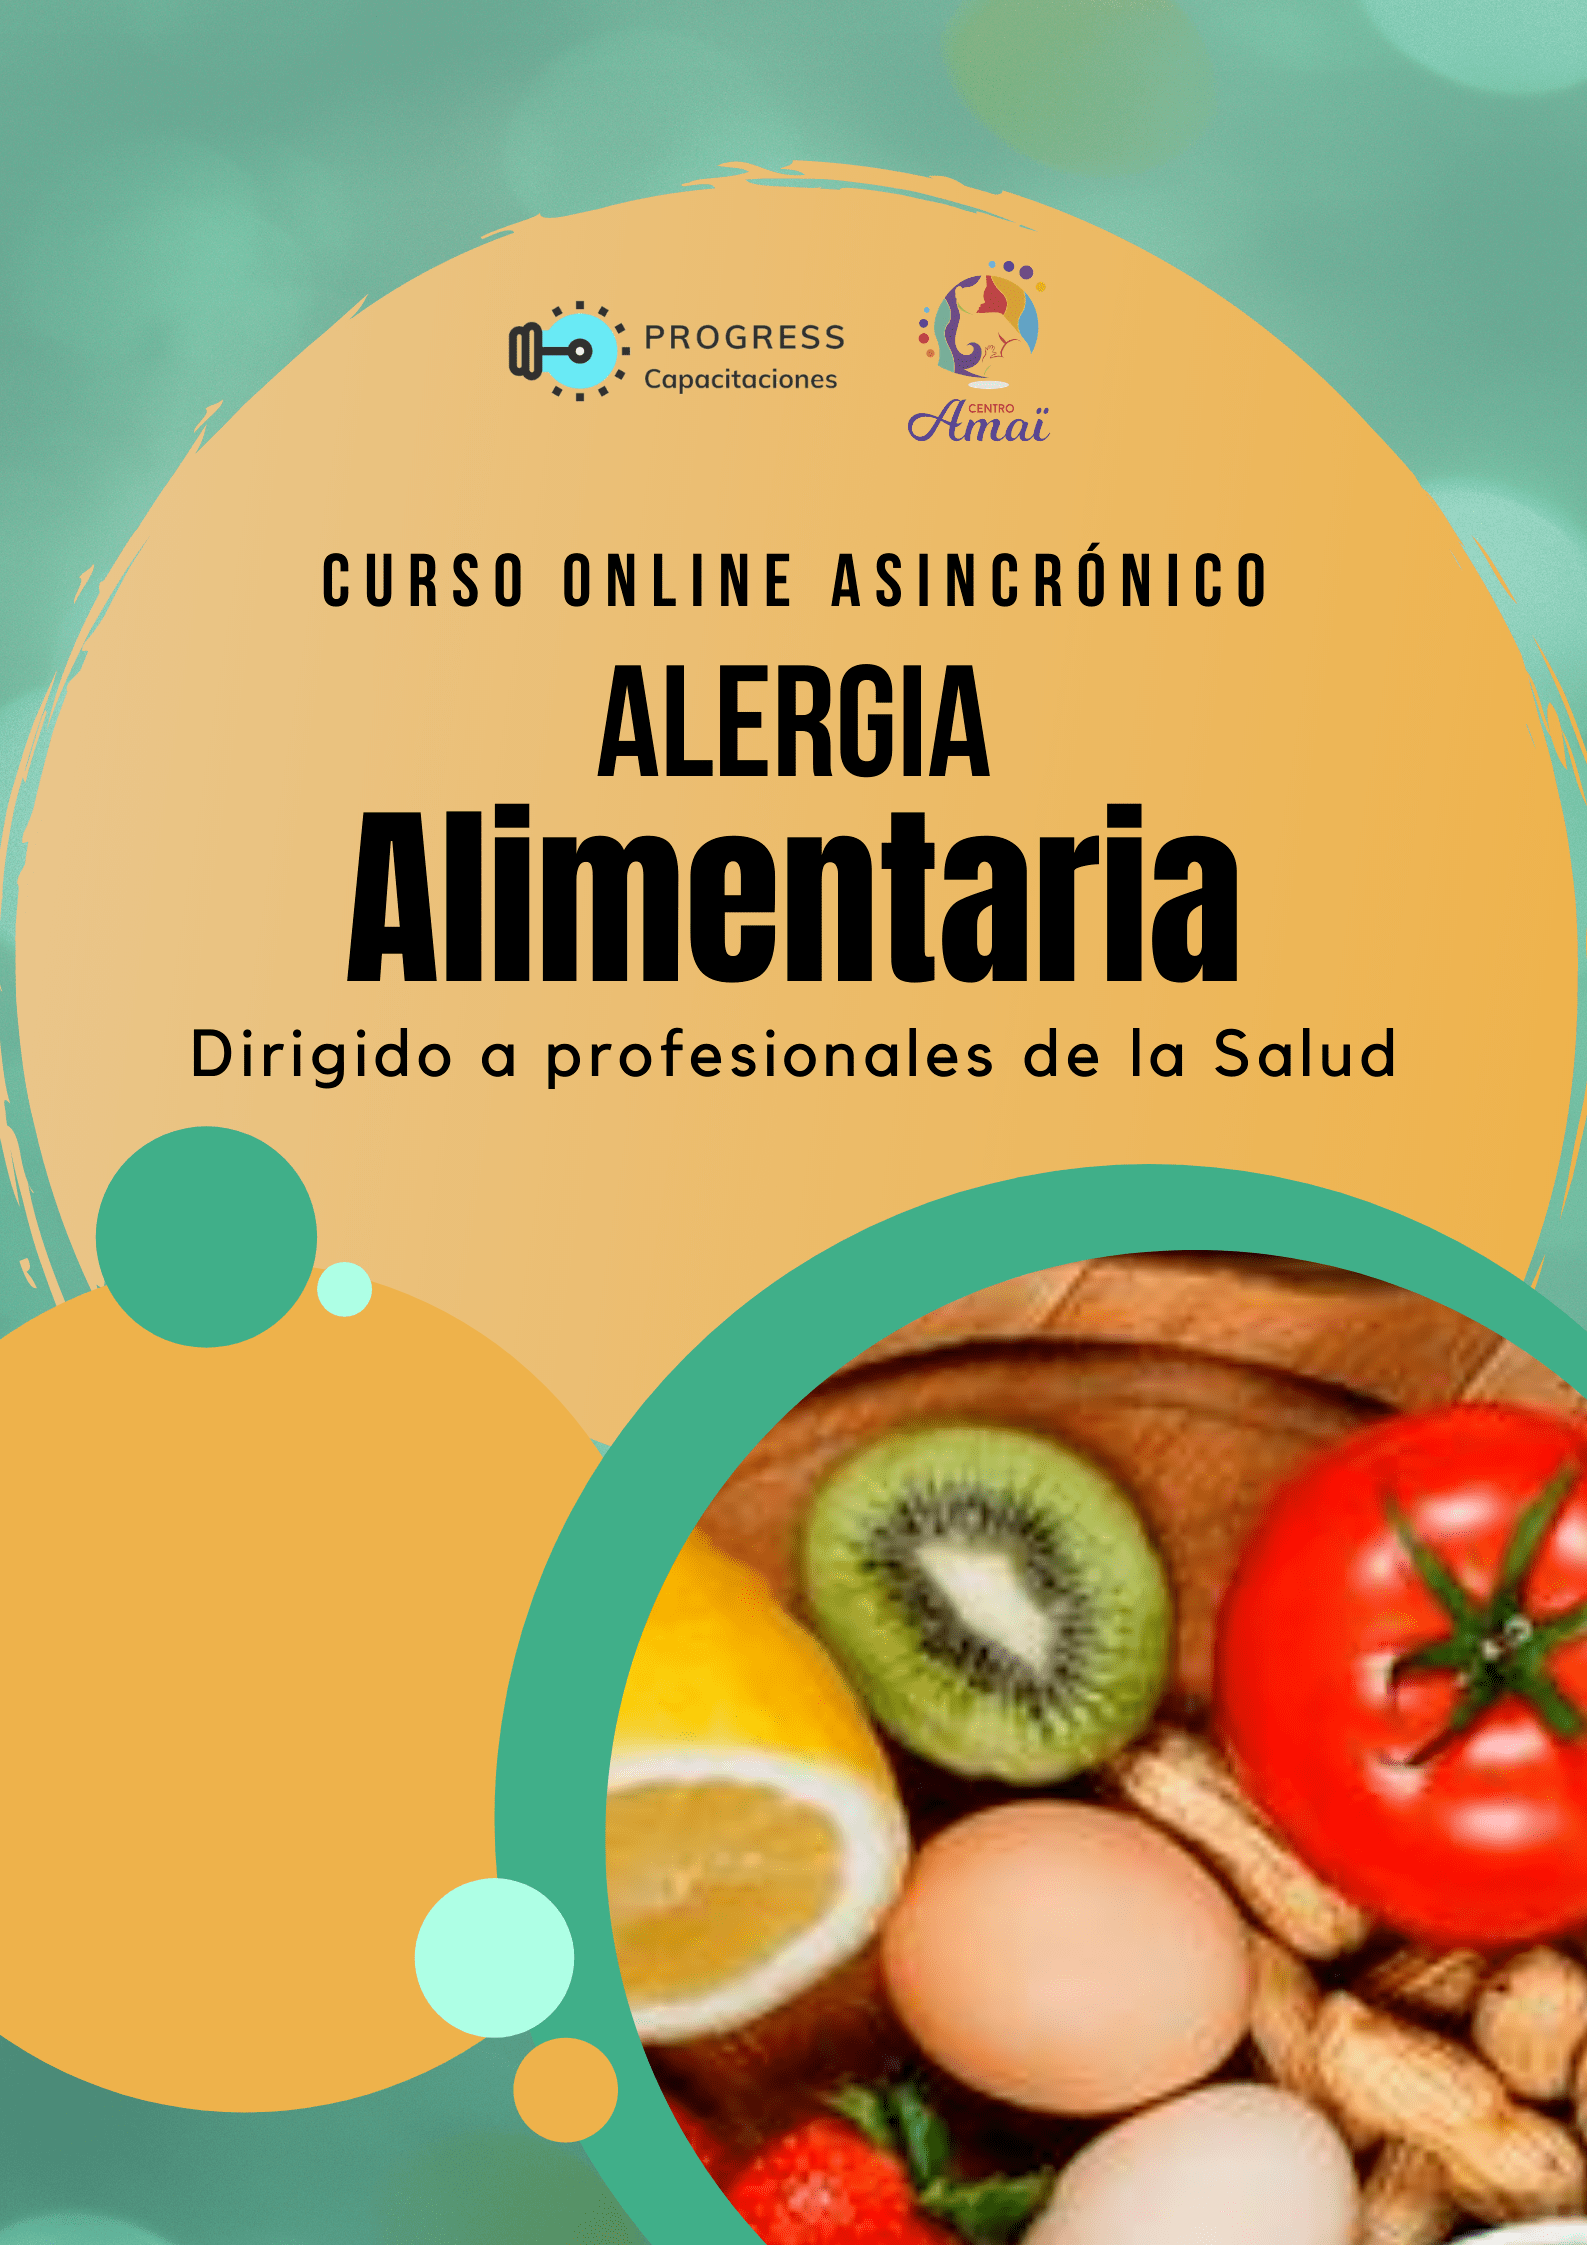 PROGRESS
Capacitaciones
CENTRO
Amaï
CURSO ONLINE ASINCRÓNICO
ALERGIA
Alimentaria
Dirigido a profesionales de la Salud